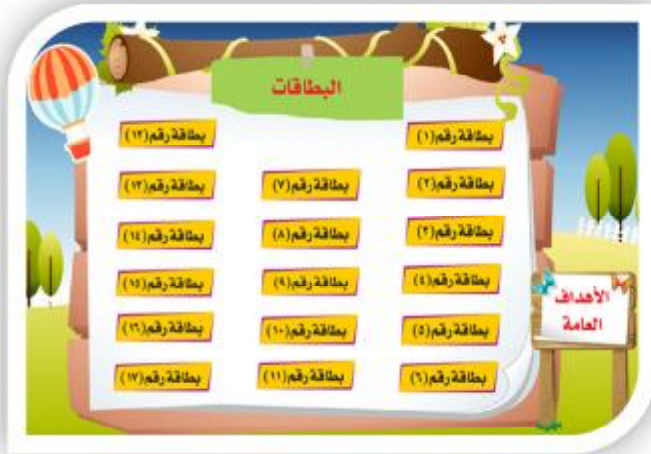 البطاقات
بطاقة رقم (١)
بطاقة رقم (٢)
بطاقة رقم (٣)
بطاقة رقم (٤)
بطاقة رقم (٥)
بطاقة رقم (٦)
بطاقة رقم (٧)
بطاقة رقم (٨)
بطاقة رقم (٩)
بطاقة رقم (١٠)
بطاقة رقم (١١)
بطاقة رقم (١٢)
بطاقة رقم (١٣)
بطاقة رقم (١٤)
بطاقة رقم (١٥)
بطاقة رقم (١٦)
بطاقة رقم (١٧)
الأهداف
العامة